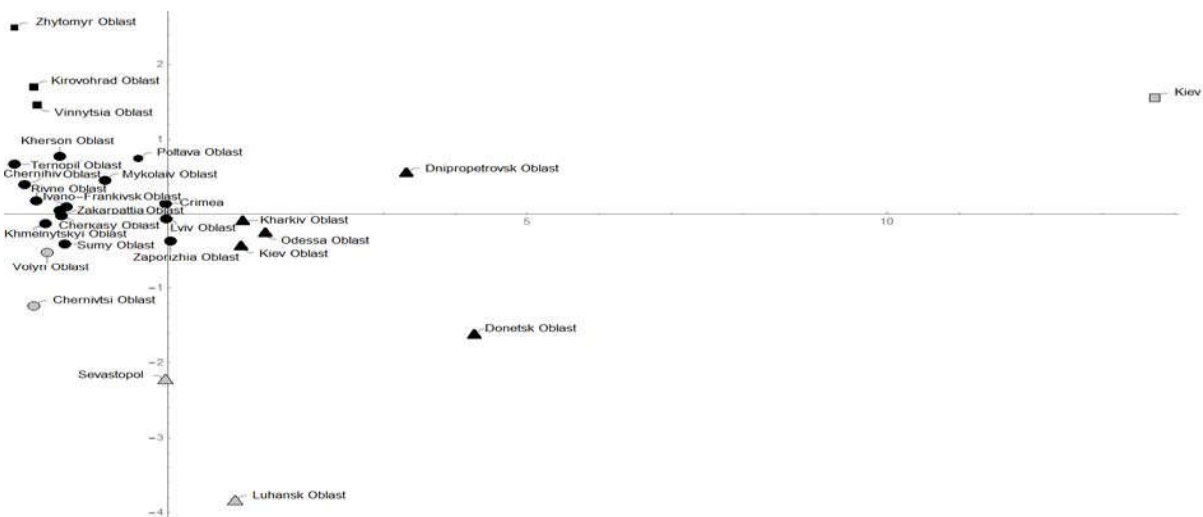 Zhytomyr Oblast
2
Kirovohrad Oblast
Kiev
Vinnytsia Oblast
Kherson Oblast
1
Poltava Oblast
Ternopil Oblast
Dnipropetrovsk Oblast
Chernihiv Oblast
Mykolaiv Oblast
Rivne Oblast
Ivano-Frankivsk Oblast
Crimea
Zakarpattia Oblast
5
10
Kharkiv Oblast
Cherkasy Oblast
Lviv Oblast
Khmelnytskyi Oblast
Odessa Oblast
Sumy Oblast
Zaporizhia Oblast
Kiev Oblast
Volyn Oblast
-1
Chernivtsi Oblast
Donetsk Oblast
-2
Sevastopol
-3
Luhansk Oblast
-4